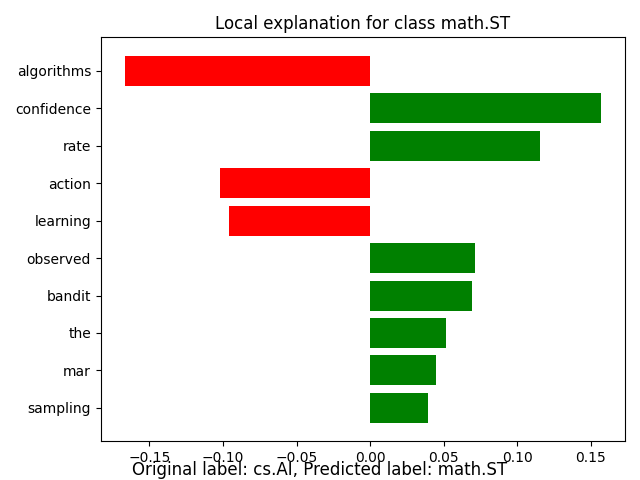 Local explanation for class math.ST
algorithms
confidence
rate
action
learning
observed
bandit
the
mar
sampling
−0.15 −0.10 −0.05 0.00 0.05 0.10 0.15
Original label: cs.AI, Predicted label: math.ST